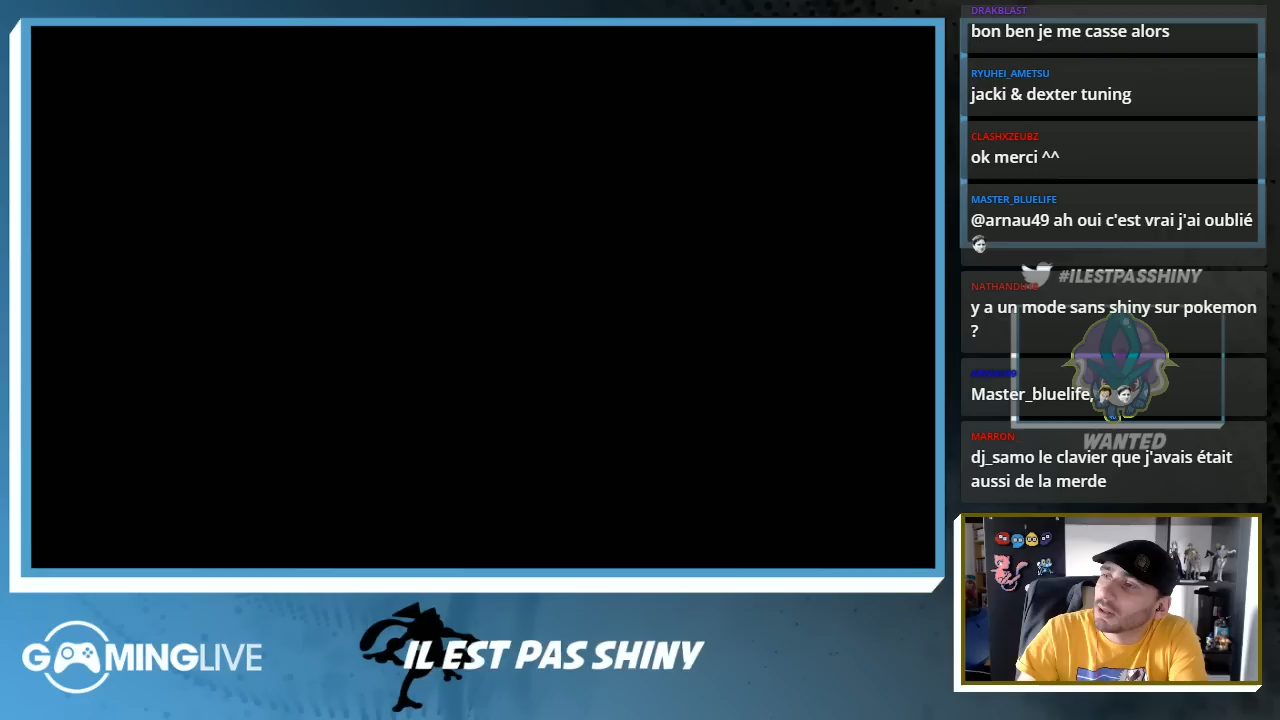 DRAKBLAST
bon ben je me casse alors
RYUHEI_AMETSU
jacki & dexter tuning
CLASHXZEUBZ
ok merci ^^
MASTER_BLUELIFE
@arnau49 ah oui c'est vrai j'ai oublié
#ILESTPASSHINY
y a un mode sans shiny sur pokemon
?
Master_bluelife,
WANTED
MARRON
dj_samo le clavier que j'avais était
aussi de la merde
GAMINGLIVE
IL EST PAS SHINY